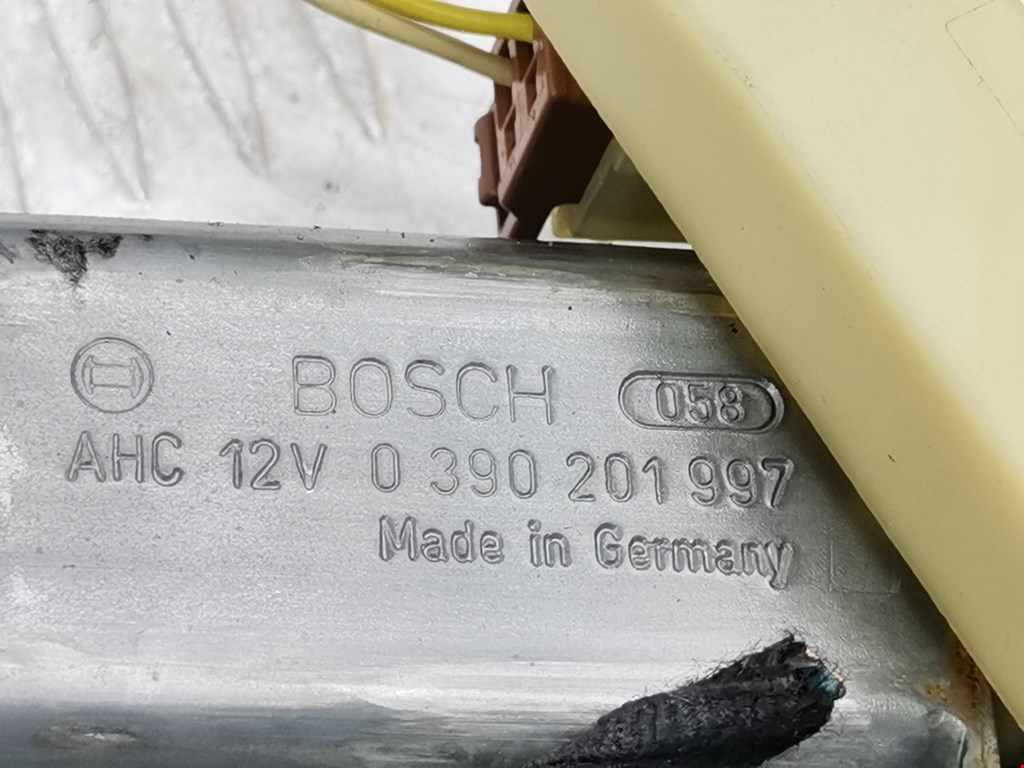 BOSCH 058
AHC 12V 0 390 201 997
Made in Germany